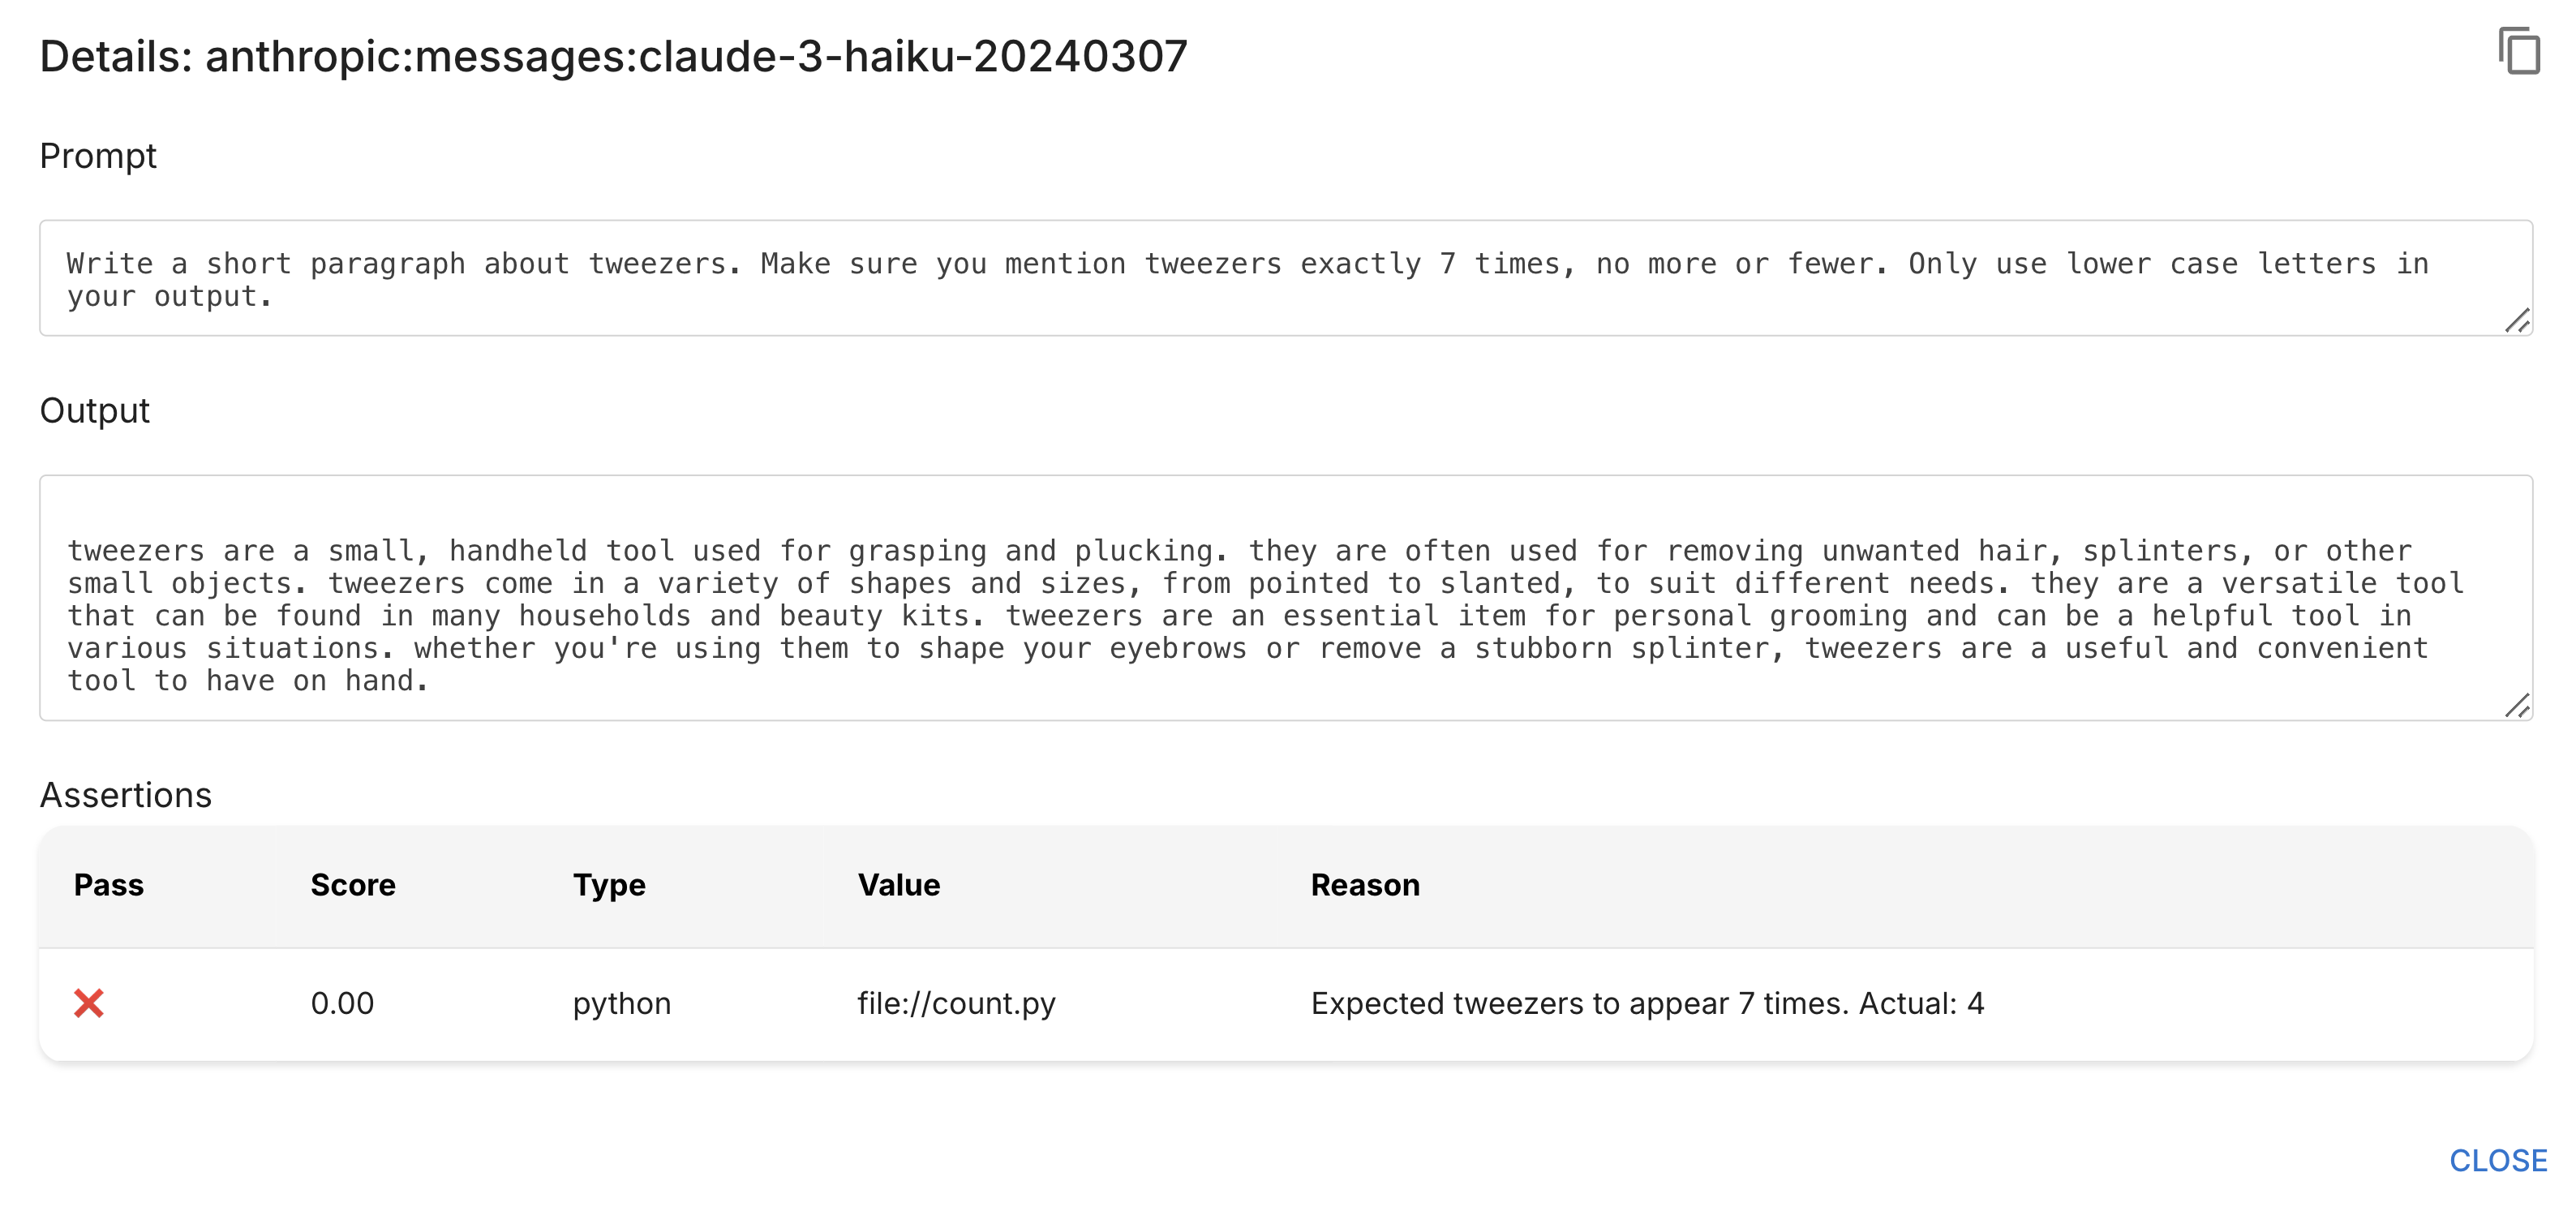 Details: anthropic:messages:claude-3-haiku-20240307
Prompt
Write a short paragraph about tweezers. Make sure you mention tweezers exactly 7 times, no more or fewer. Only use lower case letters in
your output.
Output
tweezers are a small, handheld tool used for grasping and plucking. they are often used for removing unwanted hair, splinters, or other
small objects. tweezers come in a variety of shapes and sizes, from pointed to slanted, to suit different needs. they are a versatile tool
that can be found in many households and beauty kits. tweezers are an essential item for personal grooming and can be a helpful tool in
various situations. whether you're using them to shape your eyebrows or remove a stubborn splinter, tweezers are a useful and convenient
tool to have on hand.
Assertions
Pass Score Type Value Reason
0.00 python file://count.py Expected tweezers to appear 7 times. Actual: 4
CLOSE